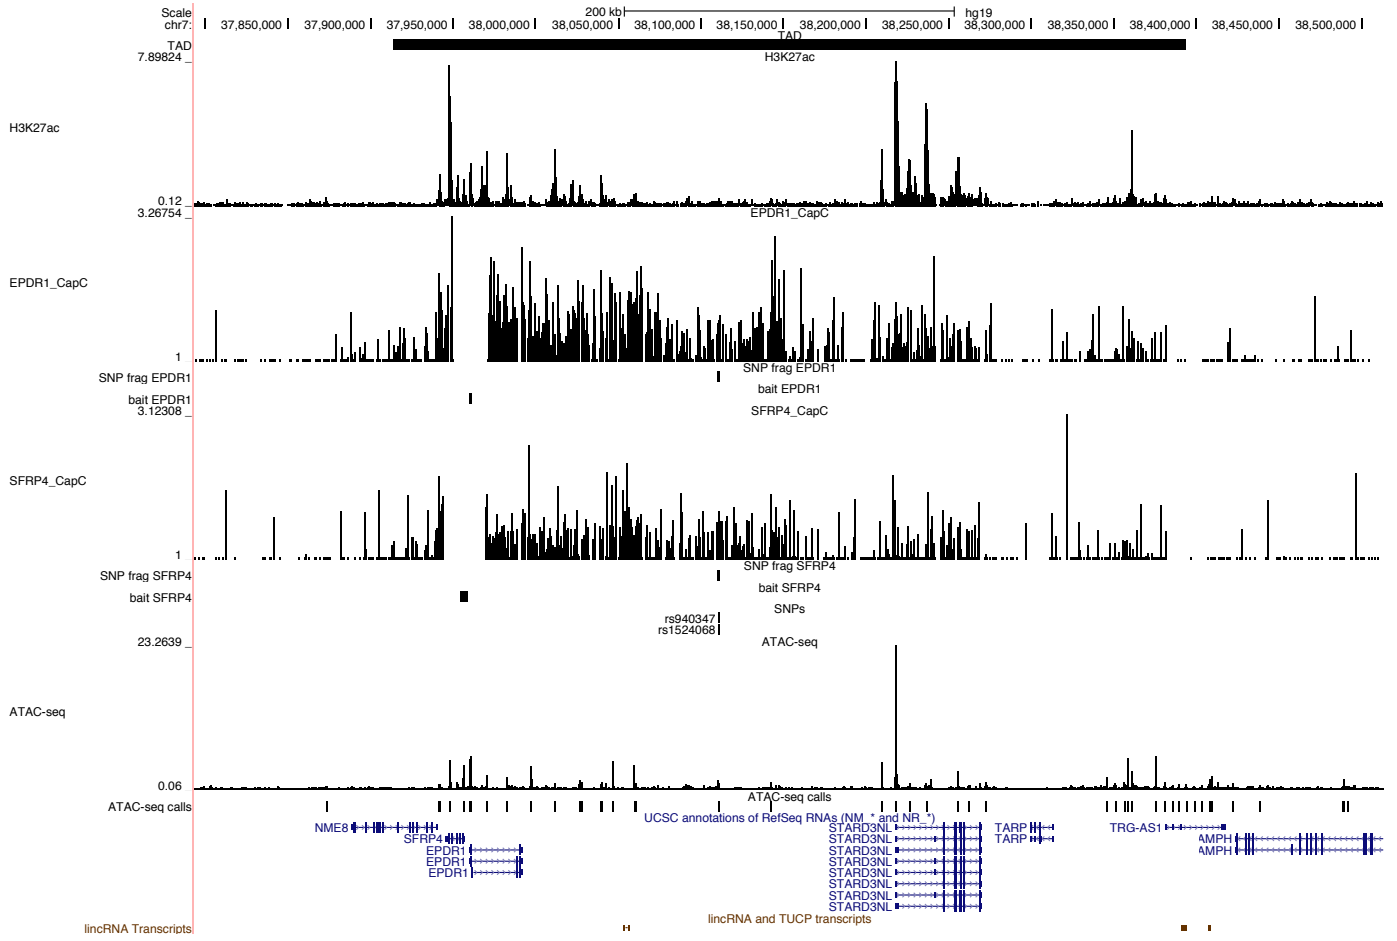 Scale 200 kb hg19
chr7: 37,850,000 37,900,000 37,950,000 38,000,000 38,050,000 38,100,000 38,150,000 38,200,000 38,250,000 38,300,000 38,350,000 38,400,000 38,450,000 38,500,000
TAD
TAD
H3K27ac
7.89824 _
H3K27ac
0.12 _
EPDR1_CapC
3.26754 _
EPDR1_CapC
1 _
SNP frag EPDR1
SNP frag EPDR1
bait EPDR1
bait EPDR1
SFRP4_CapC
3.12308 _
SFRP4_CapC
1 _
SNP frag SFRP4
SNP frag SFRP4
bait SFRP4
bait SFRP4
SNPs
rs940347
rs1524068
ATAC-seq
23.2639 _
ATAC-seq
0.06 _
ATAC-seq calls
ATAC-seq calls
UCSC annotations of RefSeq RNAs (NM_* and NR_*)
NME8 STARD3NL TARP TRG-AS1
SFRP4 STARD3NL TARP AMPH
EPDR1 STARD3NL AMPH
EPDR1 STARD3NL
EPDR1 STARD3NL
STARD3NL
STARD3NL
STARD3NL
lincRNA and TUCP transcripts
lincRNA Transcripts